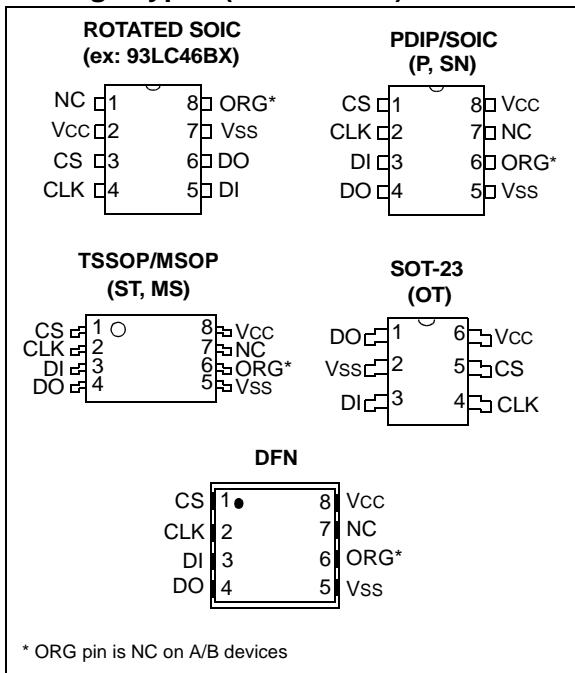 ROTATED SOIC
(ex: 93LC46BX)
NC 1 8 ORG*
Vcc 2 7 Vss
CS 3 6 DO
CLK 4 5 DI
PDIP/SOIC
(P, SN)
CS 1 8 Vcc
CLK 2 7 NC
DI 3 6 ORG*
DO 4 5 Vss
TSSOP/MSOP
(ST, MS)
CS 1 8 Vcc
CLK 2 7 NC
DI 3 6 ORG*
DO 4 5 Vss
SOT-23
(OT)
DO 1 6 Vcc
Vss 2 5 CS
DI 3 4 CLK
DFN
CS 1 8 Vcc
CLK 2 7 NC
DI 3 6 ORG*
DO 4 5 Vss
* ORG pin is NC on A/B devices